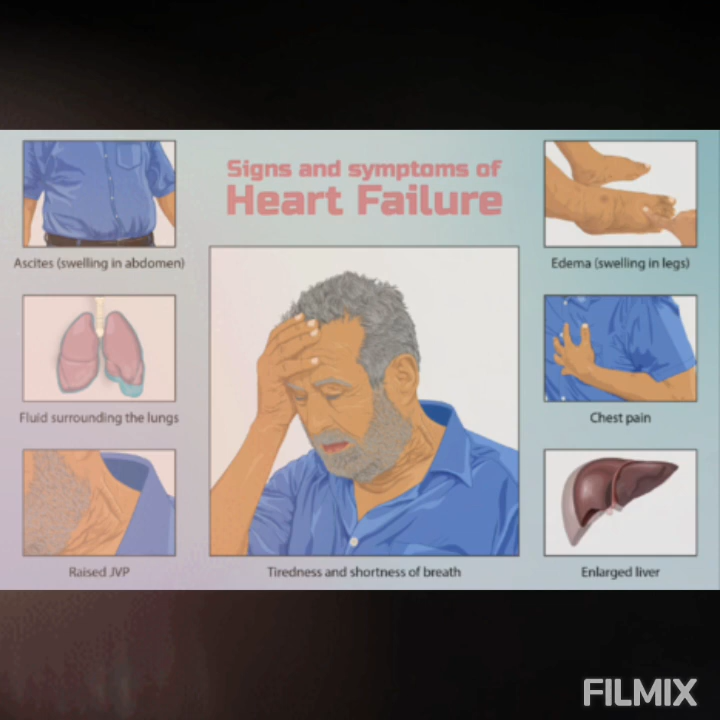 Signs and symptoms of
Heart Failure
Ascites (swelling in abdomen)
Edema (swelling in legs)
Fluid surrounding the lungs
Chest pain
Raised JVP
Tiredness and shortness of breath
Enlarged liver
FILMIX